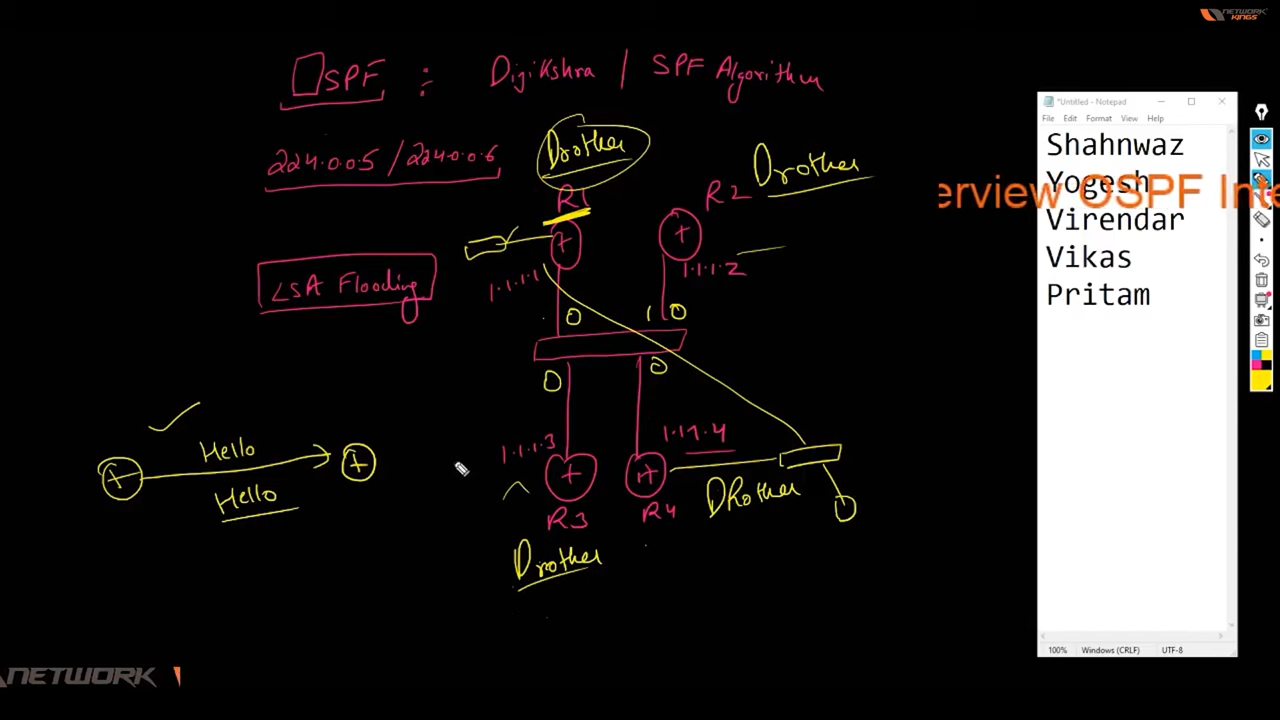 NETWORK KINGS
OSPF : Dijikshra / SPF Algorithm
224.0.0.5 / 224.0.0.6
Drother
Drother
R1
R2
1.1.1.1
1.1.1.2
LSA Flooding
0
10
0
0
1.1.1.3
1.1.1.4
Hello
Hello
R3
R4
DRother
Drother
*Untitled - Notepad
File Edit Format View Help
Shahnwaz
Yogesh
Virendar
Vikas
Pritam
erview OSPF Inte
100% Windows (CRLF) UTF-8
NETWORK